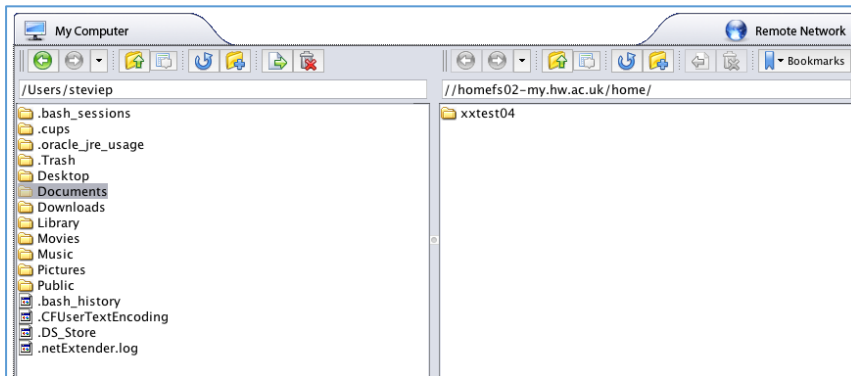 My Computer
Remote Network
Bookmarks
/Users/steviep
//homefs02-my.hw.ac.uk/home/
.bash_sessions
.cups
.oracle_jre_usage
.Trash
Desktop
Documents
Downloads
Library
Movies
Music
Pictures
Public
.bash_history
.CFUserTextEncoding
.DS_Store
.netExtender.log
xxtest04